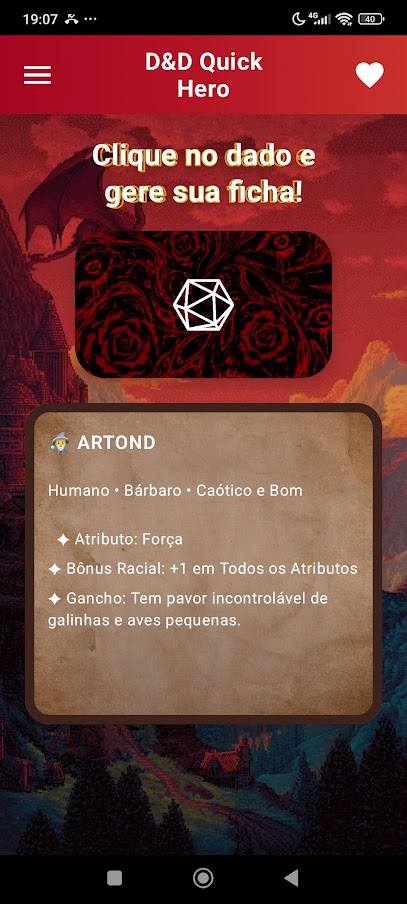 19:07
4G
40
D&D Quick
Hero
Clique no dado e
gere sua ficha!
ARTOND
Humano • Bárbaro • Caótico e Bom
✦ Atributo: Força
✦ Bônus Racial: +1 em Todos os Atributos
✦ Gancho: Tem pavor incontrolável de
galinhas e aves pequenas.